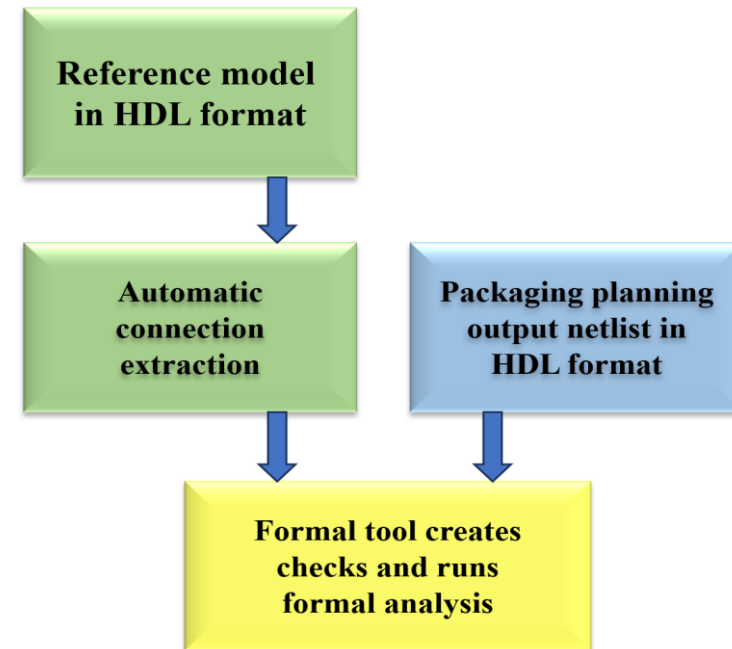 Reference model
in HDL format
Automatic
connection
extraction
Packaging planning
output netlist in
HDL format
Formal tool creates
checks and runs
formal analysis